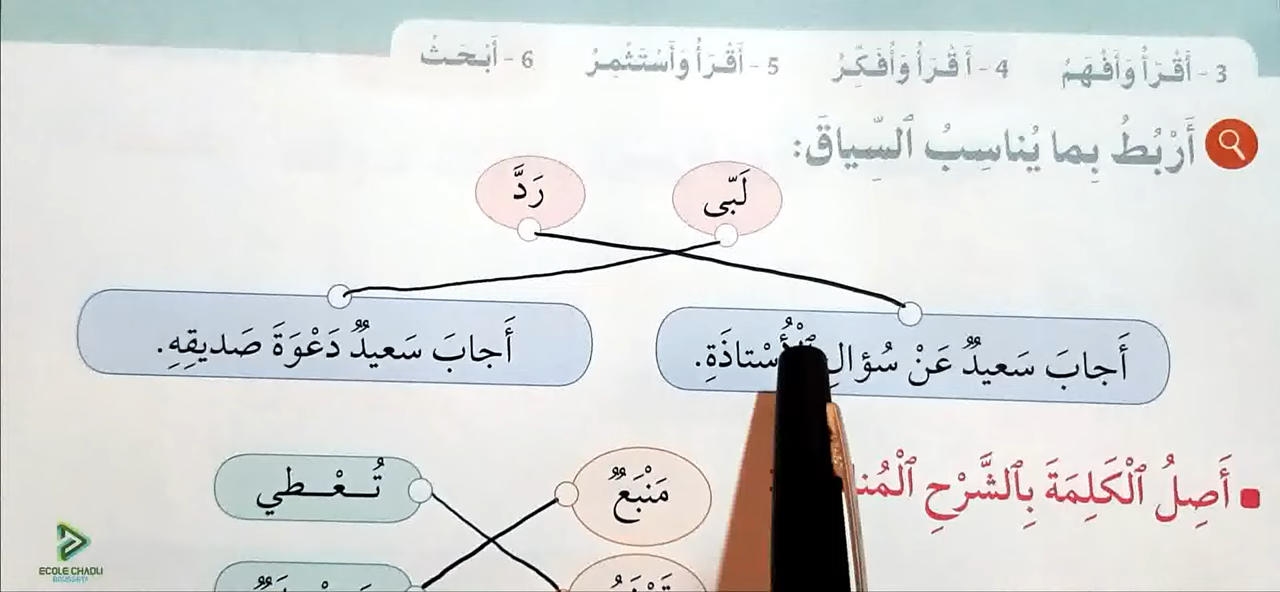 3 - أَقْرَأُ وَأَفْهَمُ 4 - أَقْرَأُ وَأُفَكِّرُ 5 - أَقْرَأُ وَأَسْتَثْمِرُ 6 - أَبْحَثُ
أَرْبُطُ بِما يُناسِبُ ٱلسِّياقَ:
لَبّى رَدَّ
أَجابَ سَعيدٌ عَنْ سُؤالِ ٱلْأُسْتاذَةِ. أَجابَ سَعيدٌ دَعْوَةَ صَديقِهِ.
أَصِلُ ٱلْكَلِمَةَ بِٱلشَّرْحِ
مَنْبَعٌ تُـعْـطي
ECOLE CHADLI